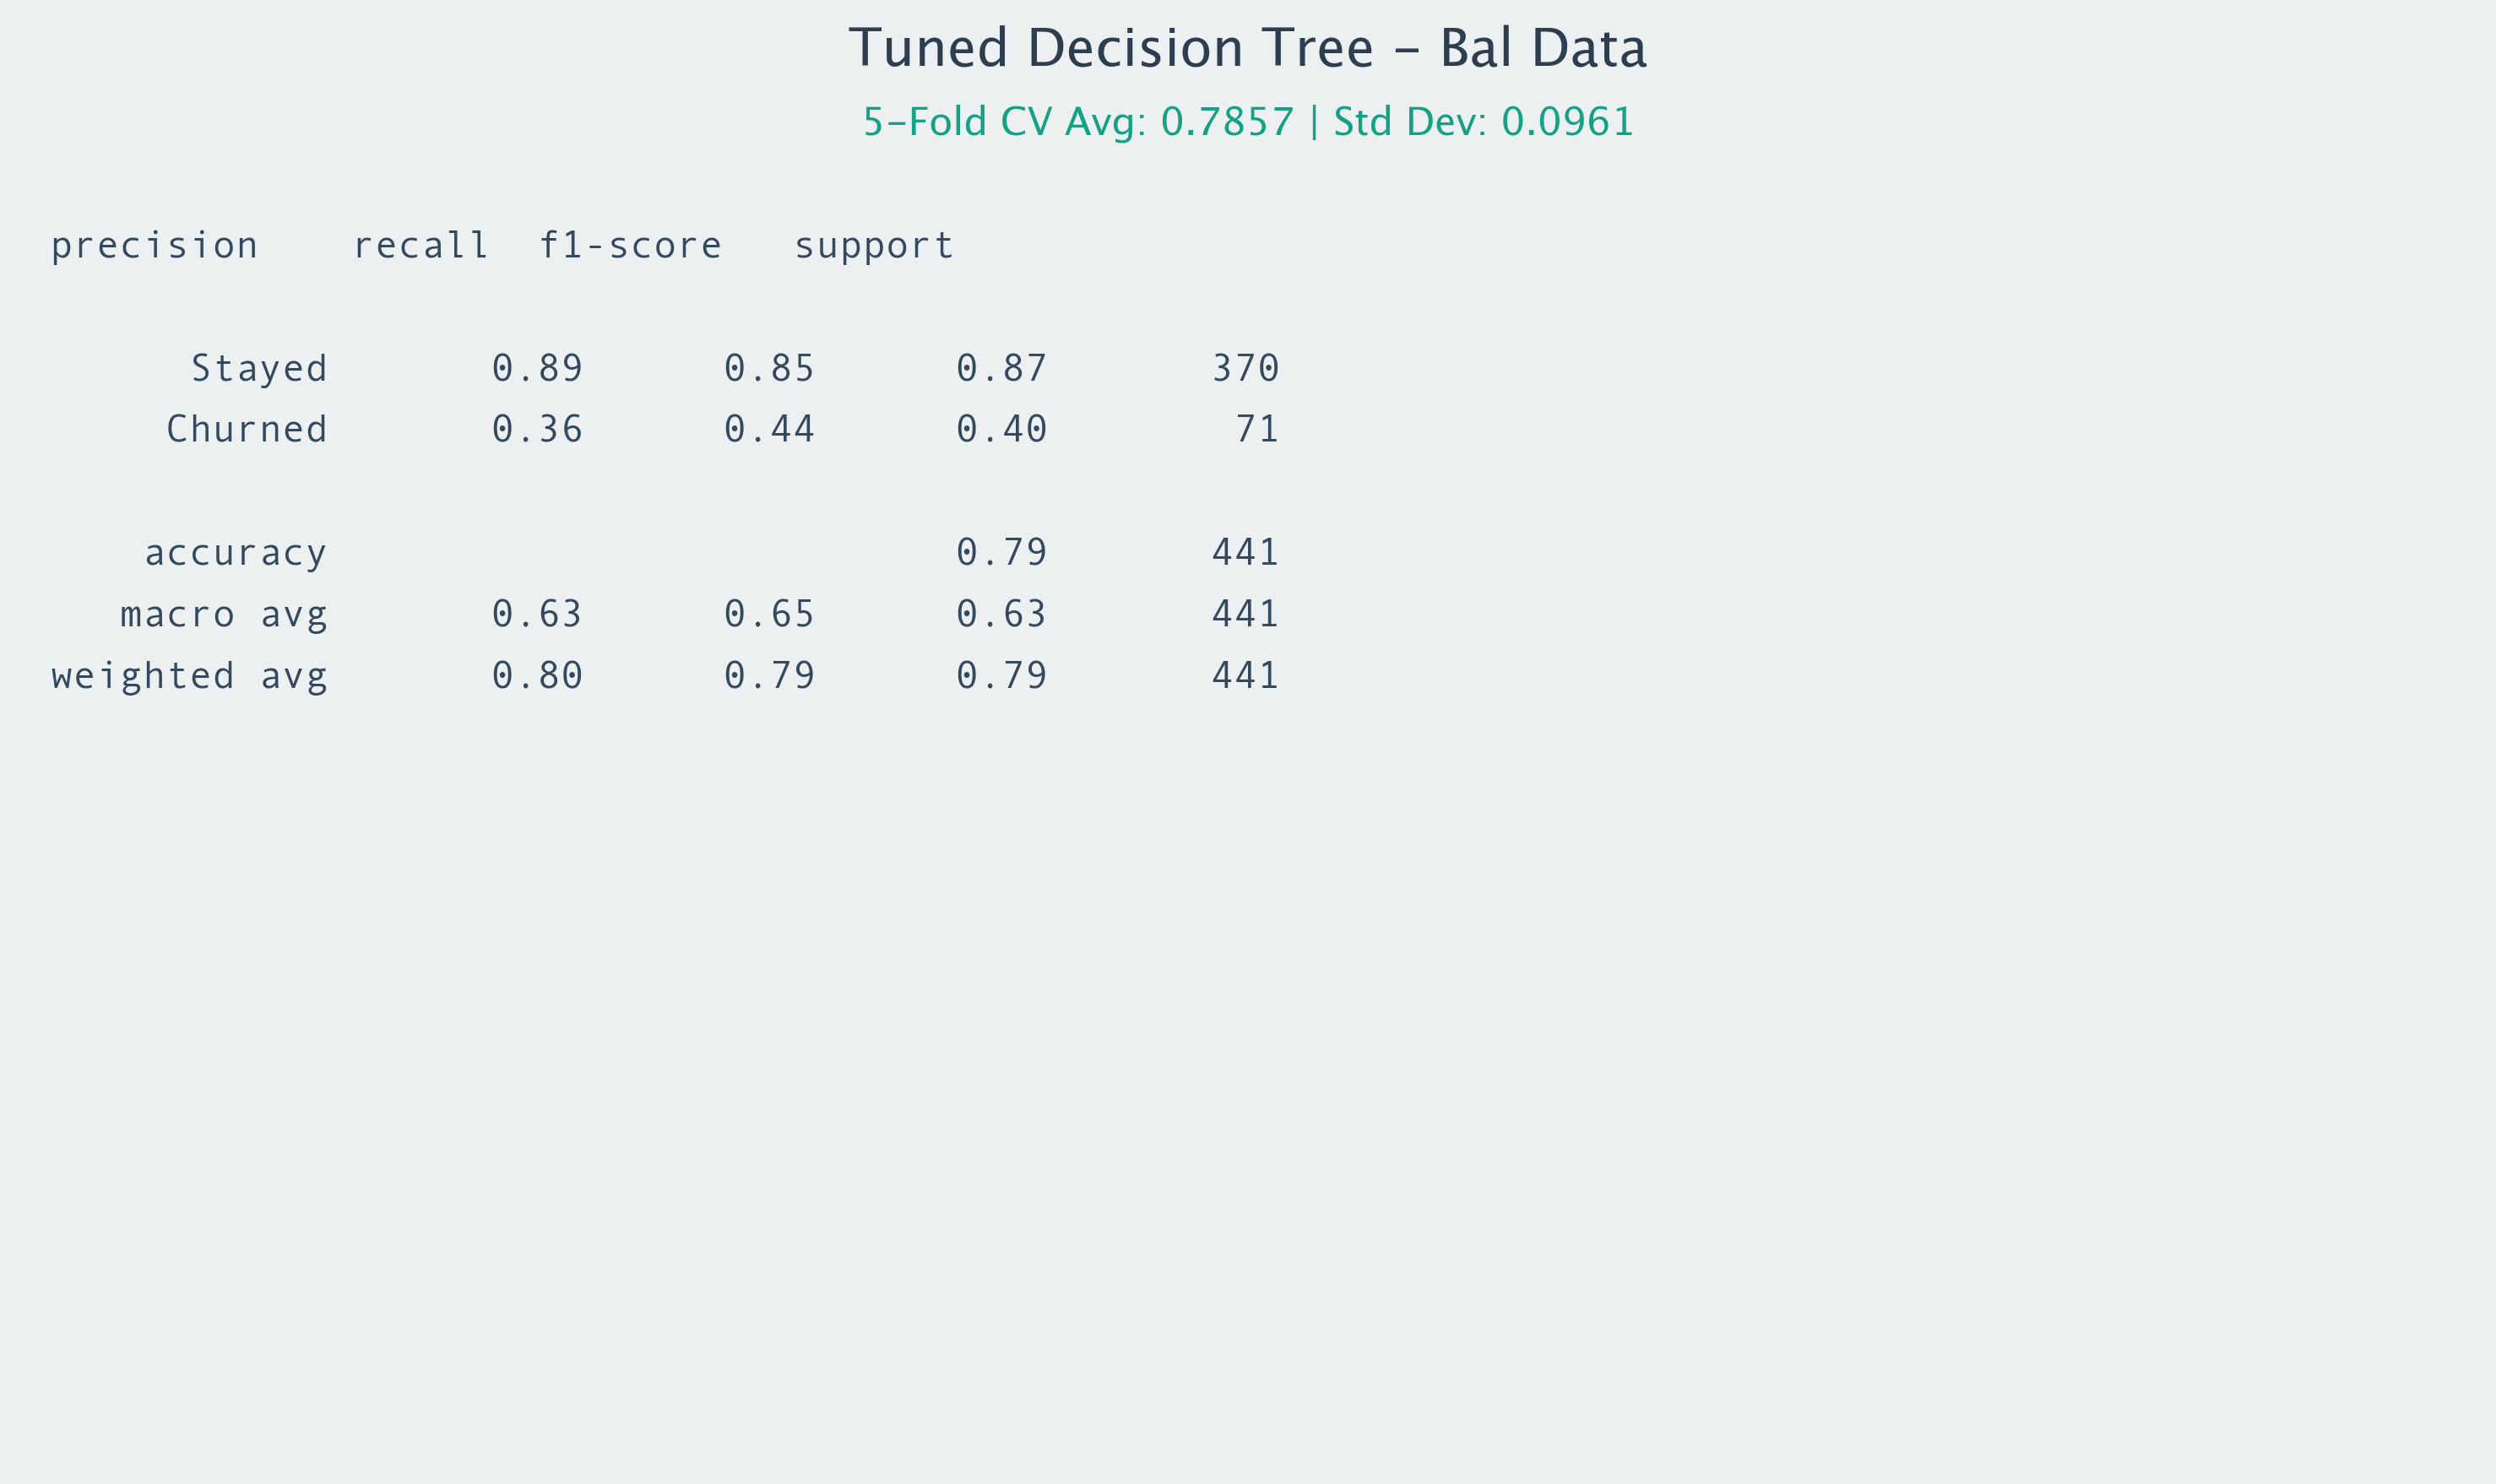 Tuned Decision Tree – Bal Data
5-Fold CV Avg: 0.7857 | Std Dev: 0.0961
precision    recall  f1-score   support
Stayed       0.89      0.85      0.87       370
Churned       0.36      0.44      0.40        71
accuracy                           0.79       441
macro avg       0.63      0.65      0.63       441
weighted avg       0.80      0.79      0.79       441